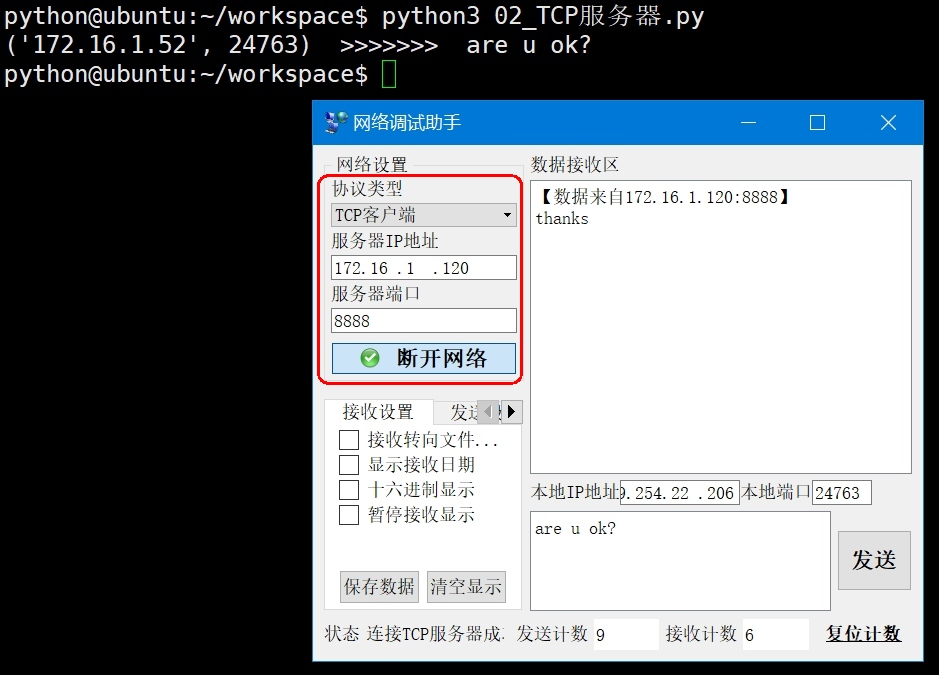 python@ubuntu:~/workspace$ python3 02_TCP服务器.py
('172.16.1.52', 24763)  >>>>>>>  are u ok?
python@ubuntu:~/workspace$
网络调试助手
网络设置
协议类型
TCP客户端
服务器IP地址
172.16 .1  .120
服务器端口
8888
断开网络
接收设置
发送
接收转向文件...
显示接收日期
十六进制显示
暂停接收显示
保存数据 清空显示
数据接收区
【数据来自172.16.1.120:8888】
thanks
本地IP地址 9.254.22 .206 本地端口 24763
are u ok?
发送
状态 连接TCP服务器成 发送计数 9 接收计数 6 复位计数